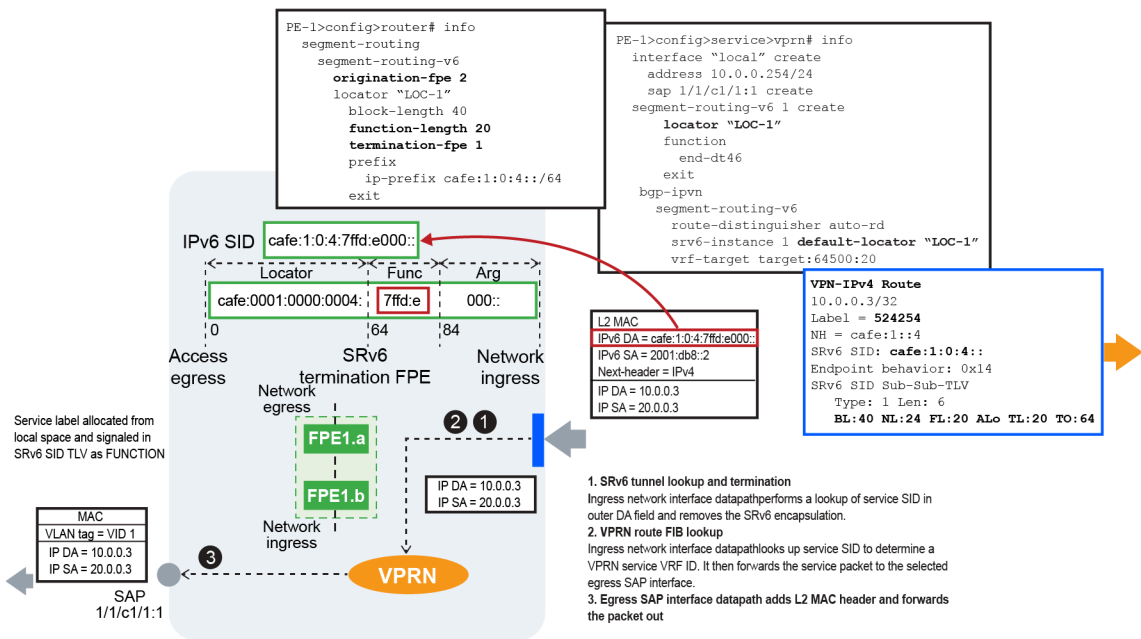 PE-1>config>router# info
segment-routing
segment-routing-v6
origination-fpe 2
locator “LOC-1”
block-length 40
function-length 20
termination-fpe 1
prefix
ip-prefix cafe:1:0:4::/64
exit
PE-1>config>service>vprn# info
interface “local” create
address 10.0.0.254/24
sap 1/1/c1/1:1 create
segment-routing-v6 1 create
locator “LOC-1”
function
end-dt46
exit
bgp-ipvn
segment-routing-v6
route-distinguisher auto-rd
srv6-instance 1 default-locator “LOC-1”
vrf-target target:64500:20
VPN-IPv4 Route
10.0.0.3/32
Label = 524254
NH = cafe:1::4
SRv6 SID: cafe:1:0:4::
Endpoint behavior: 0x14
SRv6 SID Sub-Sub-TLV
Type: 1 Len: 6
BL:40 NL:24 FL:20 ALo TL:20 TO:64
IPv6 SID
cafe:1:0:4:7ffd:e000::
Locator
Func
Arg
cafe:0001:0000:0004:
7ffd:e
000::
0
64
84
Access
egress
SRv6
termination FPE
Network
ingress
L2 MAC
IPv6 DA = cafe:1:0:4:7ffd:e000::
IPv6 SA = 2001:db8::2
Next-header = IPv4
IP DA = 10.0.0.3
IP SA = 20.0.0.3
Network
egress
FPE1.a
FPE1.b
Network
ingress
2
1
IP DA = 10.0.0.3
IP SA = 20.0.0.3
Service label allocated from
local space and signaled in
SRv6 SID TLV as FUNCTION
MAC
VLAN tag = VID 1
IP DA = 10.0.0.3
IP SA = 20.0.0.3
3
VPRN
SAP
1/1/c1/1:1
1. SRv6 tunnel lookup and termination
Ingress network interface datapathperforms a lookup of service SID in
outer DA field and removes the SRv6 encapsulation.
2. VPRN route FIB lookup
Ingress network interface datapathlooks up service SID to determine a
VPRN service VRF ID. It then forwards the service packet to the selected
egress SAP interface.
3. Egress SAP interface datapath adds L2 MAC header and forwards
the packet out